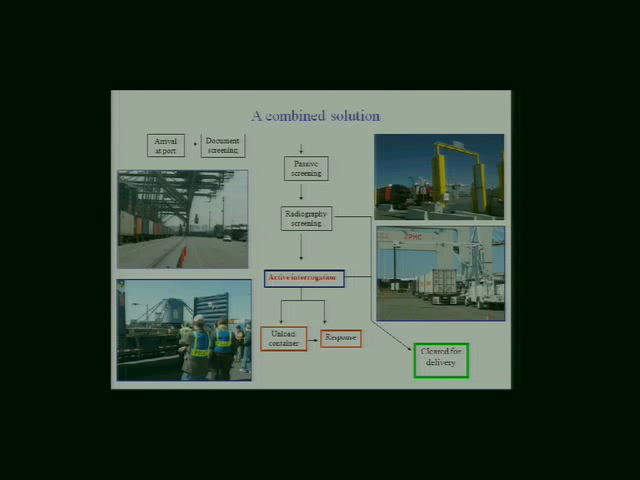 A combined solution
Arrival
at port
Document
screening
Passive
screening
Radiography
screening
Active interrogation
Unload
container
Response
Cleared for
delivery
ZPMC